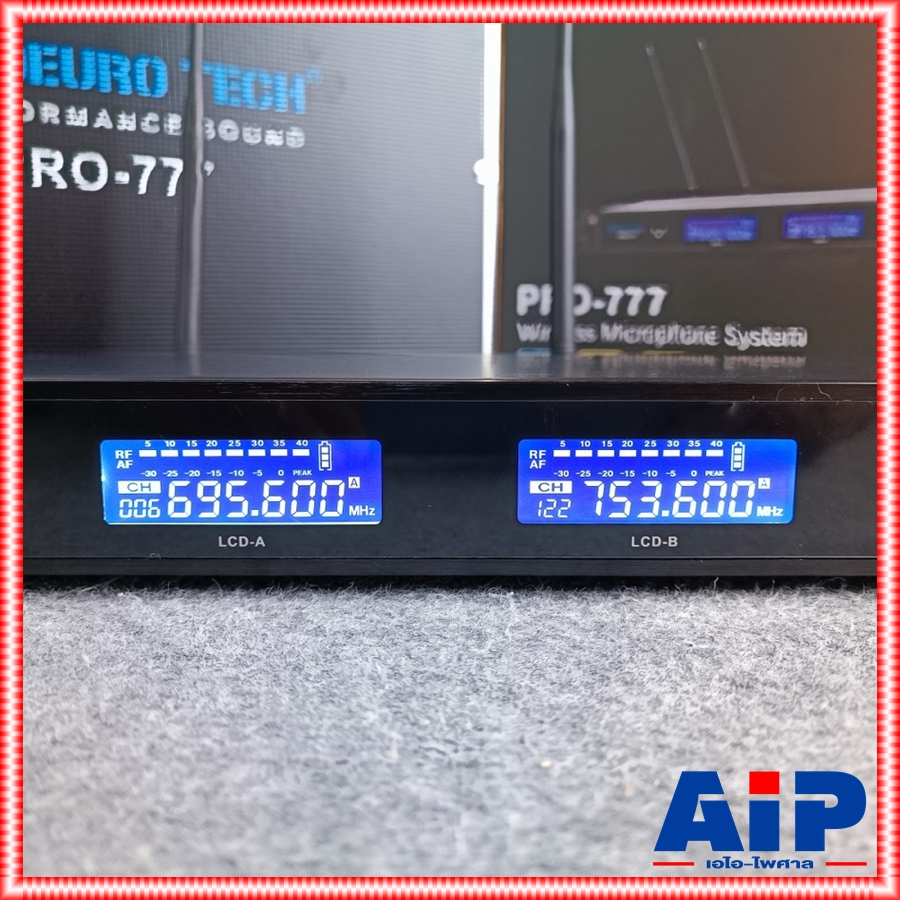 EURO TECH
ORMANCE SOUND
RO-77
PRO-777
Wireless Microphone System
5 10 15 20 25 30 35 40
RF
AF
-30 -25 -20 -15 -10 -5 0 PEAK
CH
006 695.600 A MHz
LCD-A
5 10 15 20 25 30 35 40
RF
AF
-30 -25 -20 -15 -10 -5 0 PEAK
CH
122 753.600 A MHz
LCD-B
AiP
เอไอ-ไพศาล